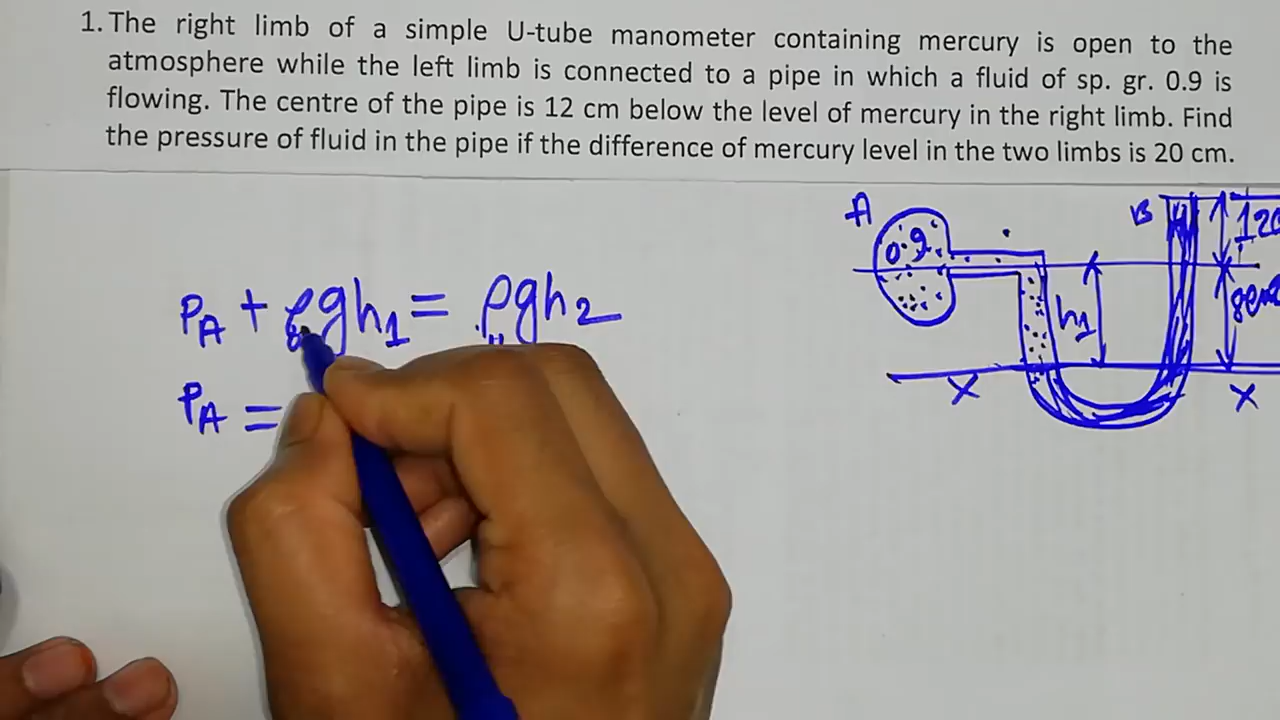 1. The right limb of a simple U-tube manometer containing mercury is open to the
atmosphere while the left limb is connected to a pipe in which a fluid of sp. gr. 0.9 is
flowing. The centre of the pipe is 12 cm below the level of mercury in the right limb. Find
the pressure of fluid in the pipe if the difference of mercury level in the two limbs is 20 cm.
A
B
0.9
12c
PA + ρgh1 = ρgh2
h1
8cm
PA =
X
X